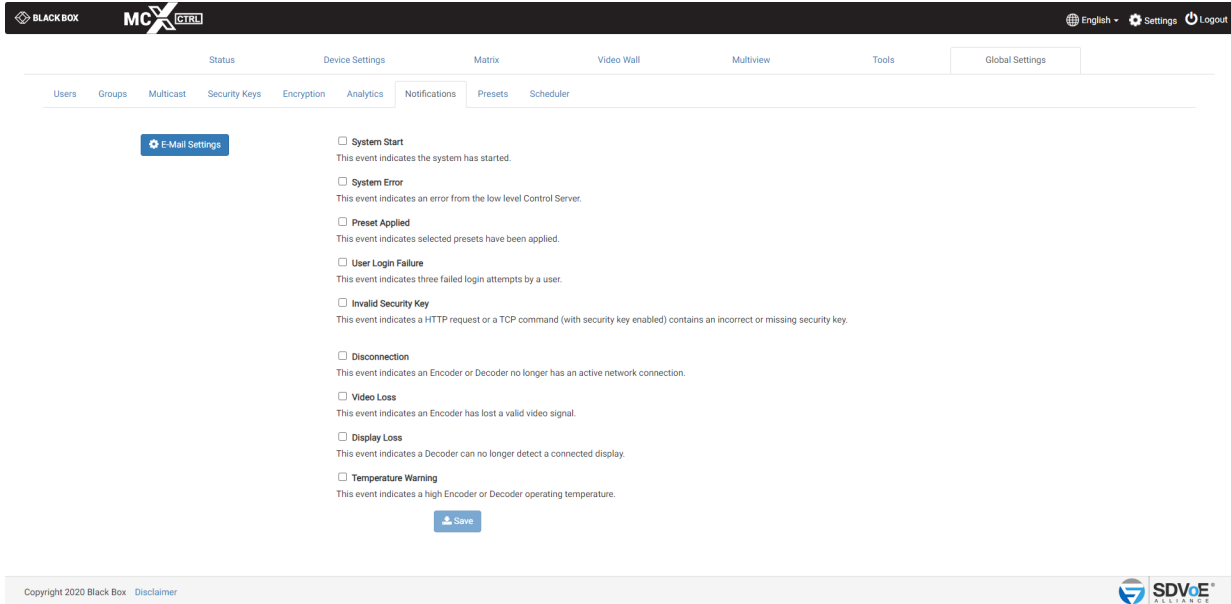 BLACK BOX
MCX CTRL
English
Settings
Logout
Status
Device Settings
Matrix
Video Wall
Multiview
Tools
Global Settings
Users
Groups
Multicast
Security Keys
Encryption
Analytics
Notifications
Presets
Scheduler
E-Mail Settings
System Start
This event indicates the system has started.
System Error
This event indicates an error from the low level Control Server.
Preset Applied
This event indicates selected presets have been applied.
User Login Failure
This event indicates three failed login attempts by a user.
Invalid Security Key
This event indicates a HTTP request or a TCP command (with security key enabled) contains an incorrect or missing security key.
Disconnection
This event indicates an Encoder or Decoder no longer has an active network connection.
Video Loss
This event indicates an Encoder has lost a valid video signal.
Display Loss
This event indicates a Decoder can no longer detect a connected display.
Temperature Warning
This event indicates a high Encoder or Decoder operating temperature.
Save
Copyright 2020 Black Box Disclaimer
SDVoE
ALLIANCE